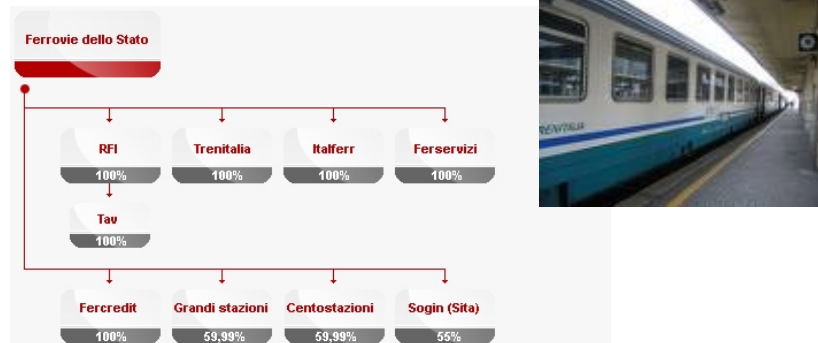 Ferrovie dello Stato
RFI Trenitalia Italferr Ferservizi
100% 100% 100% 100%
Tav
100%
Fercredit Grandi stazioni Centostazioni Sogin (Sita)
100% 59,99% 59,99% 55%
TRENITALIA